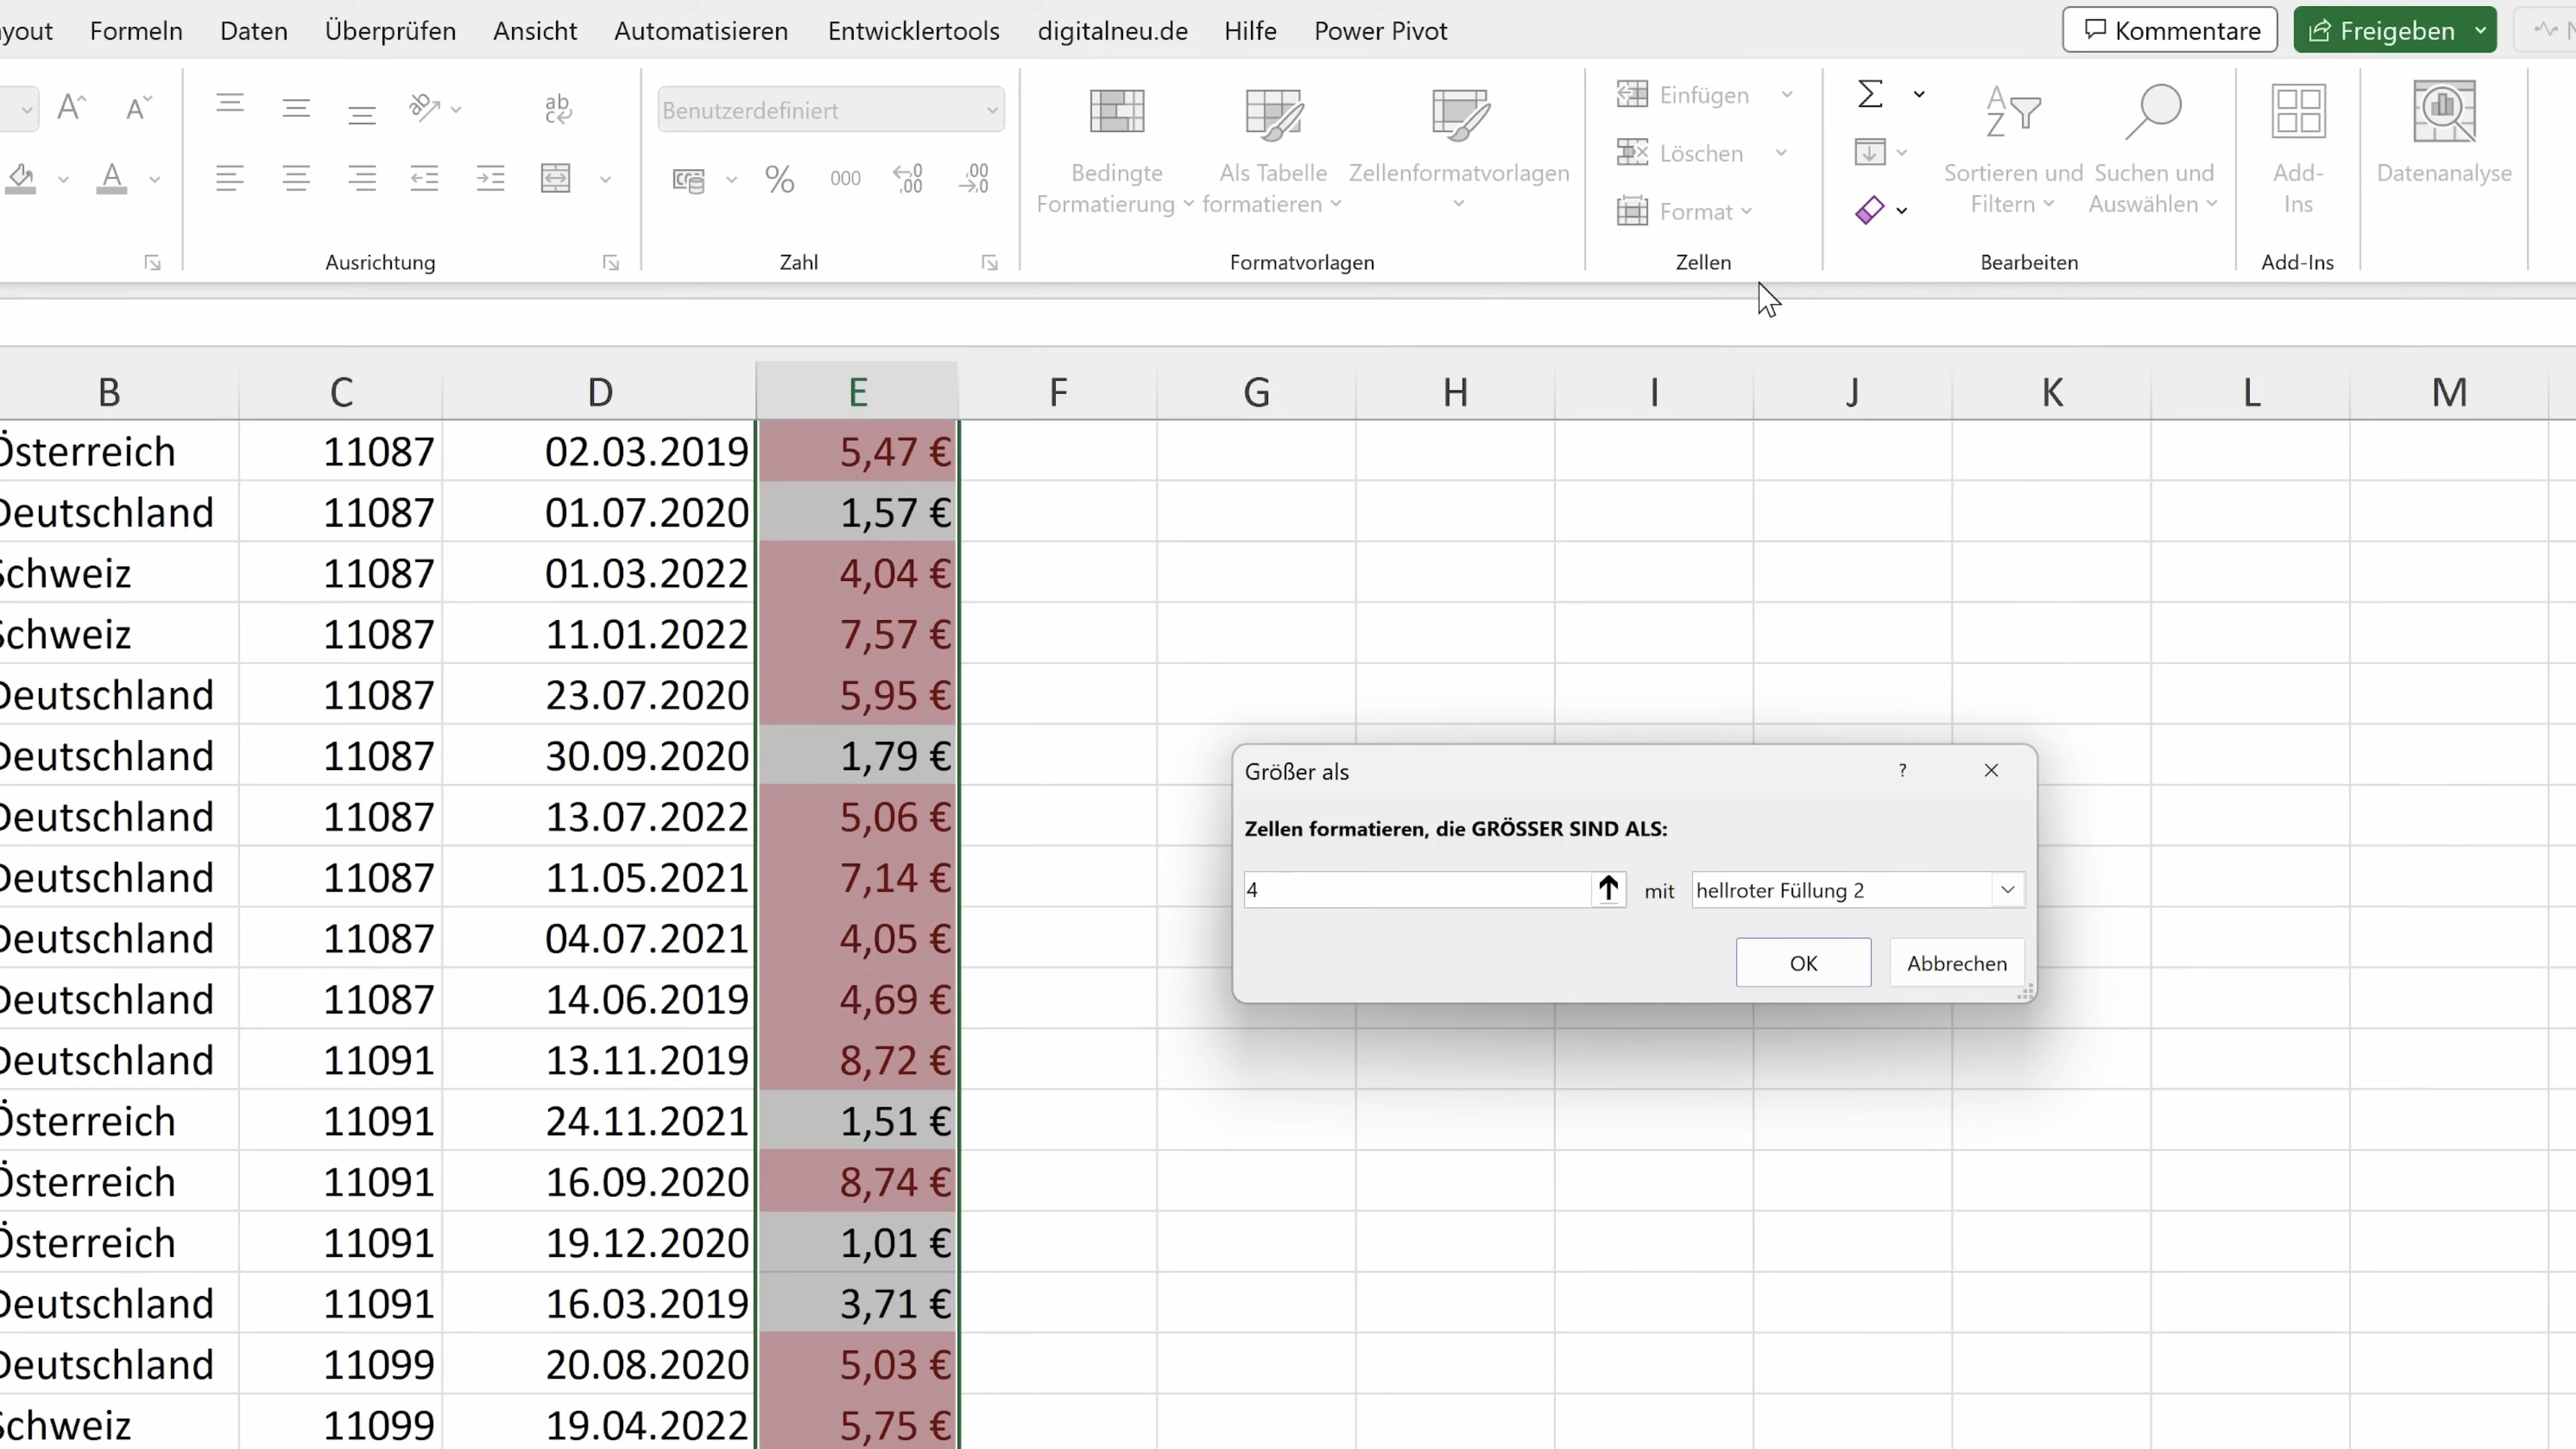 yout Formeln Daten Überprüfen Ansicht Automatisieren Entwicklertools digitalneu.de Hilfe Power Pivot Kommentare Freigeben
Benutzerdefiniert
Bedingte Formatierung
Als Tabelle formatieren
Zellenformatvorlagen
Einfügen
Löschen
Format
Sortieren und Filtern
Suchen und Auswählen
Add-Ins
Datenanalyse
Ausrichtung Zahl Formatvorlagen Zellen Bearbeiten Add-Ins
B C D E F G H I J K L M
Österreich 11087 02.03.2019 5,47 €
Deutschland 11087 01.07.2020 1,57 €
Schweiz 11087 01.03.2022 4,04 €
Schweiz 11087 11.01.2022 7,57 €
Deutschland 11087 23.07.2020 5,95 €
Deutschland 11087 30.09.2020 1,79 €
Deutschland 11087 13.07.2022 5,06 €
Deutschland 11087 11.05.2021 7,14 €
Deutschland 11087 04.07.2021 4,05 €
Deutschland 11087 14.06.2019 4,69 €
Deutschland 11091 13.11.2019 8,72 €
Österreich 11091 24.11.2021 1,51 €
Österreich 11091 16.09.2020 8,74 €
Österreich 11091 19.12.2020 1,01 €
Deutschland 11091 16.03.2019 3,71 €
Deutschland 11099 20.08.2020 5,03 €
Schweiz 11099 19.04.2022 5,75 €
Größer als ?
Zellen formatieren, die GRÖSSER SIND ALS:
4 mit hellroter Füllung 2
OK Abbrechen